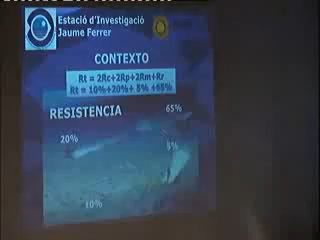 Estació d'Investigació
Jaume Ferrer
CONTEXTO
Rt = 2Rc+2Rp+2Rm+Rr
Rt = 10%+20%+ 5% +65%
RESISTENCIA
65%
20%
5%
10%